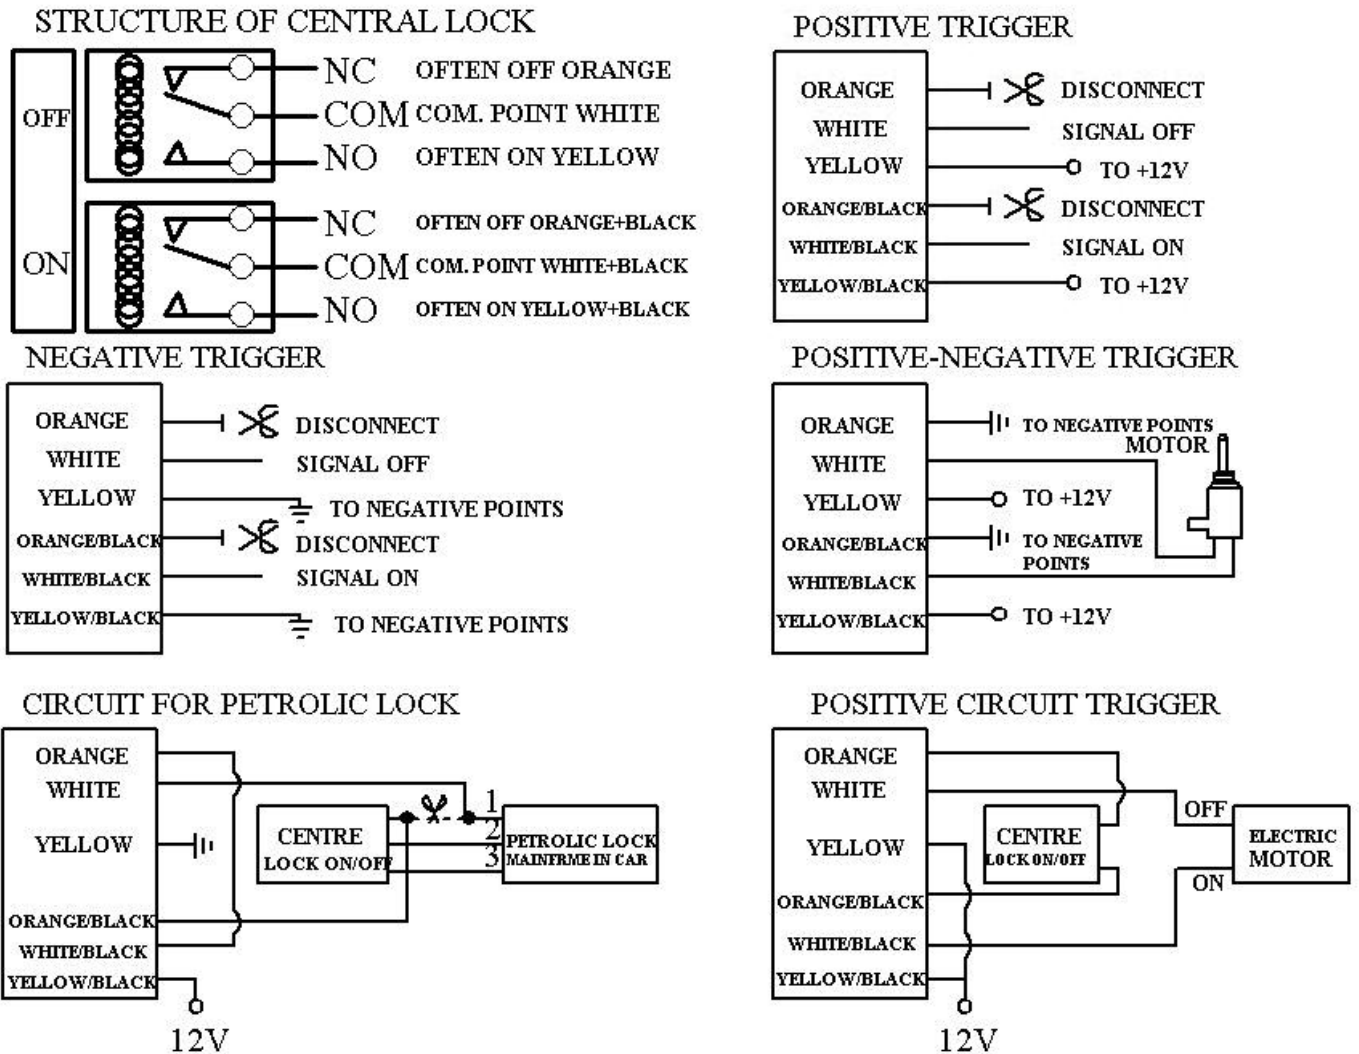 STRUCTURE OF CENTRAL LOCK
OFF
NC OFTEN OFF ORANGE
COM COM. POINT WHITE
NO OFTEN ON YELLOW
ON
NC OFTEN OFF ORANGE+BLACK
COM COM. POINT WHITE+BLACK
NO OFTEN ON YELLOW+BLACK
POSITIVE TRIGGER
ORANGE DISCONNECT
WHITE SIGNAL OFF
YELLOW TO +12V
ORANGE/BLACK DISCONNECT
WHITE/BLACK SIGNAL ON
YELLOW/BLACK TO +12V
NEGATIVE TRIGGER
ORANGE DISCONNECT
WHITE SIGNAL OFF
YELLOW TO NEGATIVE POINTS
ORANGE/BLACK DISCONNECT
WHITE/BLACK SIGNAL ON
YELLOW/BLACK TO NEGATIVE POINTS
POSITIVE-NEGATIVE TRIGGER
ORANGE TO NEGATIVE POINTS
MOTOR
WHITE
YELLOW TO +12V
ORANGE/BLACK TO NEGATIVE
POINTS
WHITE/BLACK
YELLOW/BLACK TO +12V
CIRCUIT FOR PETROLIC LOCK
ORANGE
WHITE
YELLOW
ORANGE/BLACK
WHITE/BLACK
YELLOW/BLACK
12V
CENTRE
LOCK ON/OFF
1
2
3
PETROLIC LOCK
MAINFRME IN CAR
POSITIVE CIRCUIT TRIGGER
ORANGE
WHITE
YELLOW
ORANGE/BLACK
WHITE/BLACK
YELLOW/BLACK
12V
CENTRE
LOCK ON/OFF
OFF
ON
ELECTRIC
MOTOR